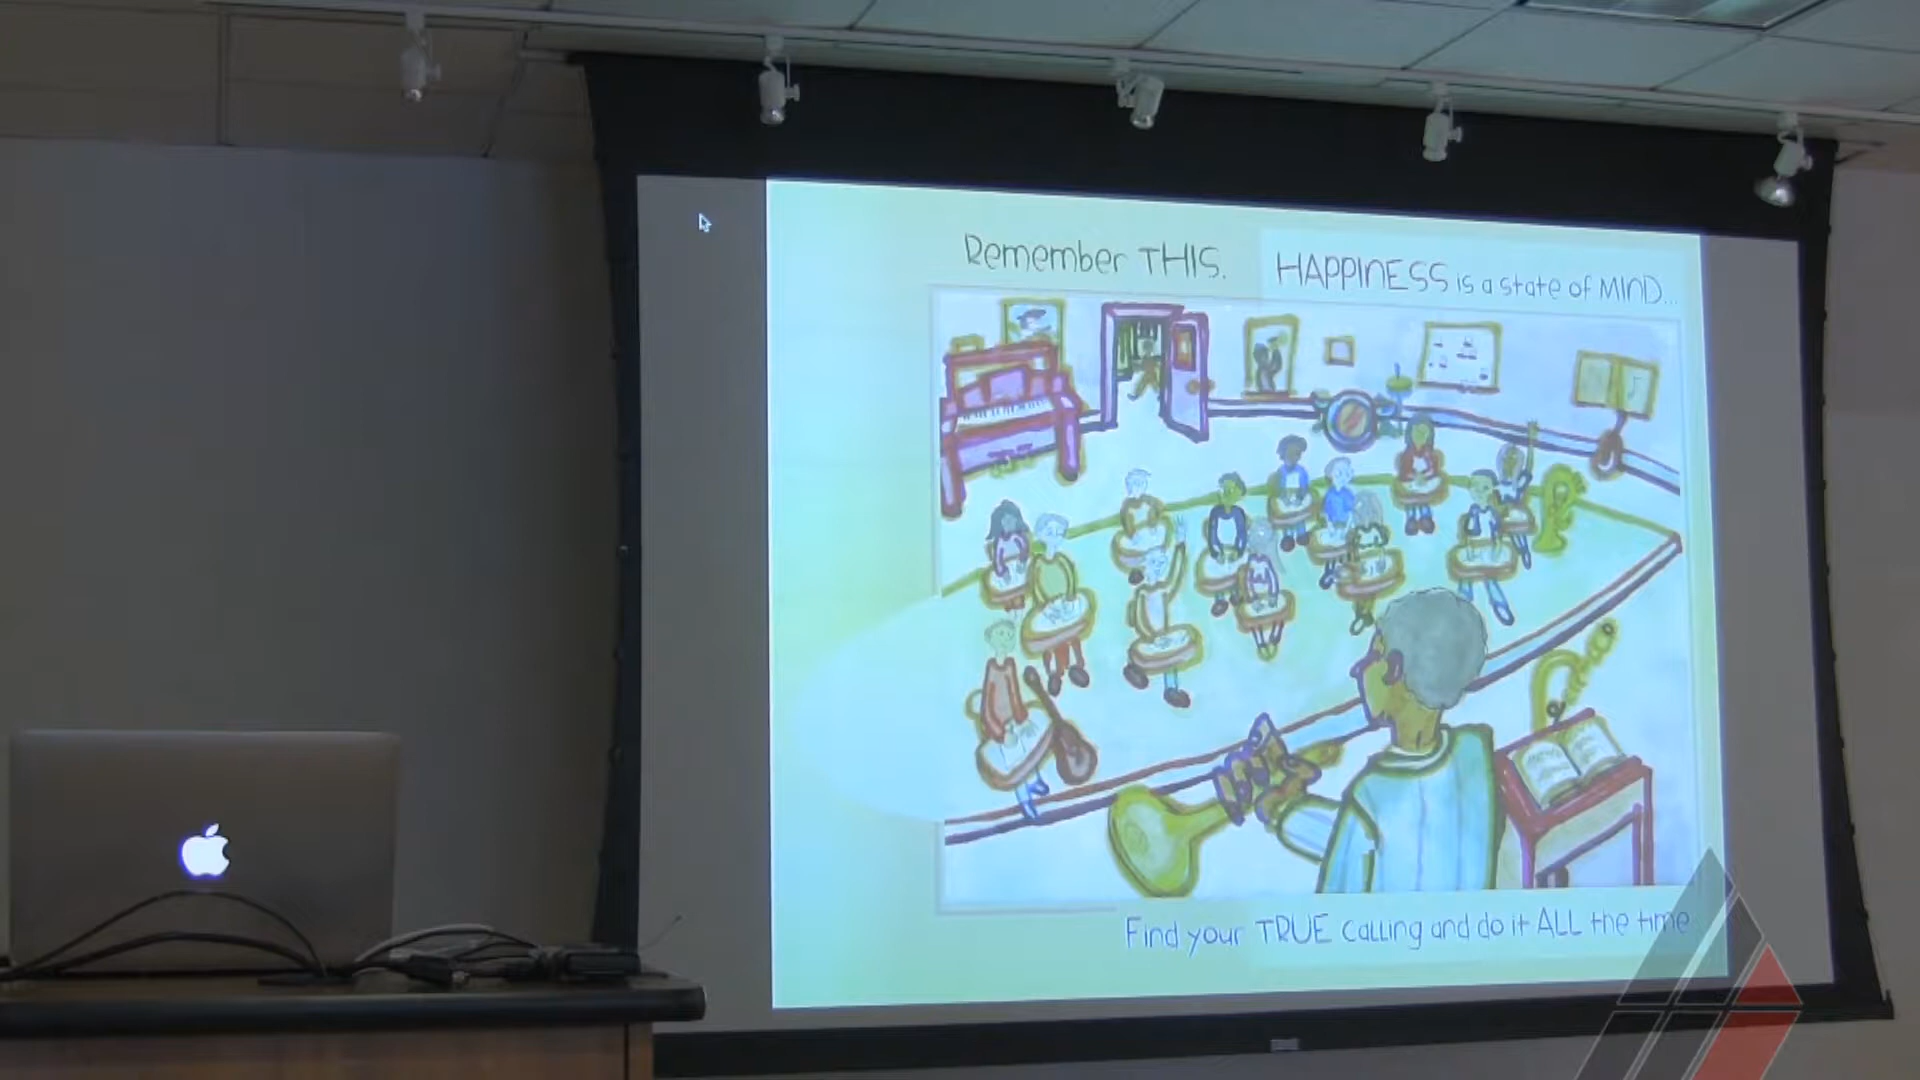 Remember THIS. HAPPINESS is a state of MIND...
Find your TRUE calling and do it ALL the time